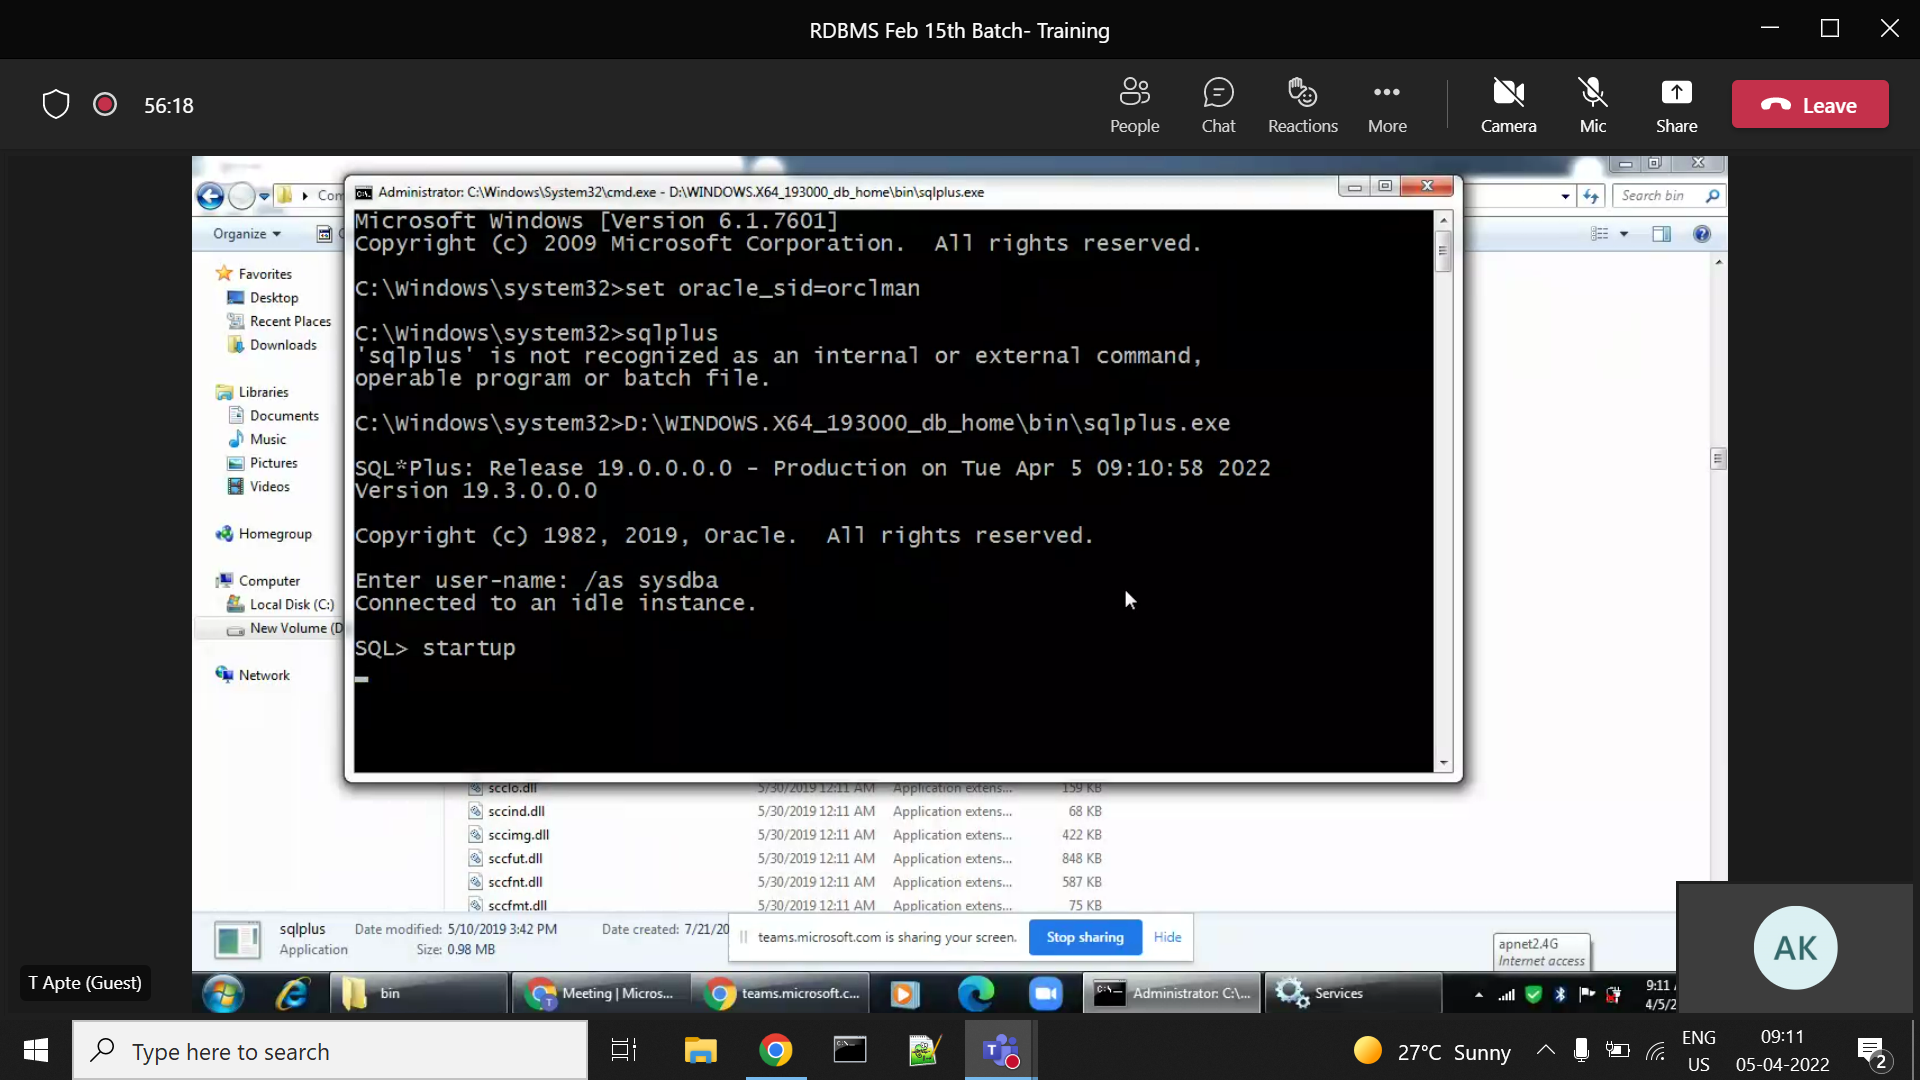 RDBMS Feb 15th Batch- Training
56:18
People
Chat
Reactions
More
Camera
Mic
Share
Leave
Com
Search bin
Administrator: C:\Windows\System32\cmd.exe - D:\WINDOWS.X64_193000_db_home\bin\sqlplus.exe
Organize
Microsoft Windows [Version 6.1.7601]
Copyright (c) 2009 Microsoft Corporation.  All rights reserved.
C:\Windows\system32>set oracle_sid=orclman
C:\Windows\system32>sqlplus
'sqlplus' is not recognized as an internal or external command,
operable program or batch file.
C:\Windows\system32>D:\WINDOWS.X64_193000_db_home\bin\sqlplus.exe
SQL*Plus: Release 19.0.0.0.0 - Production on Tue Apr 5 09:10:58 2022
Version 19.3.0.0.0
Copyright (c) 1982, 2019, Oracle.  All rights reserved.
Enter user-name: /as sysdba
Connected to an idle instance.
SQL> startup
Favorites
Desktop
Recent Places
Downloads
Libraries
Documents
Music
Pictures
Videos
Homegroup
Computer
Local Disk (C:)
New Volume (D
Network
scclo.dll 5/30/2019 12:11 AM Application extens... 159 KB
sccind.dll 5/30/2019 12:11 AM Application extens... 68 KB
sccimg.dll 5/30/2019 12:11 AM Application extens... 422 KB
sccfut.dll 5/30/2019 12:11 AM Application extens... 848 KB
sccfnt.dll 5/30/2019 12:11 AM Application extens... 587 KB
sccfmt.dll 5/30/2019 12:11 AM Application extens... 75 KB
sqlplus Date modified: 5/10/2019 3:42 PM Date created: 7/21/20
Application Size: 0.98 MB
teams.microsoft.com is sharing your screen.
Stop sharing
Hide
apnet2.4G
Internet access
AK
T Apte (Guest)
bin
Meeting | Micros...
teams.microsoft.c...
Administrator: C:\...
Services
9:11
4/5/2
Type here to search
27°C Sunny
ENG
US
09:11
05-04-2022
2